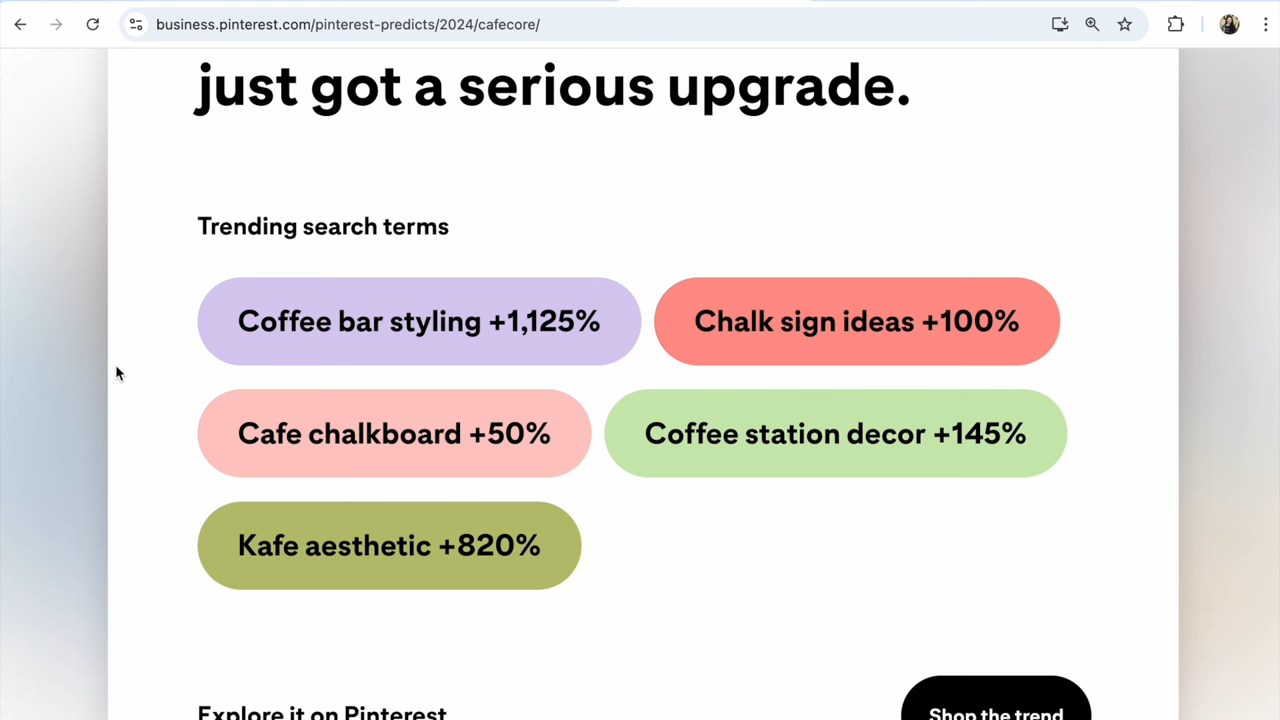 business.pinterest.com/pinterest-predicts/2024/cafecore/
just got a serious upgrade.
Trending search terms
Coffee bar styling +1,125%
Chalk sign ideas +100%
Cafe chalkboard +50%
Coffee station decor +145%
Kafe aesthetic +820%
Explore it on Pinterest
Shop the trend